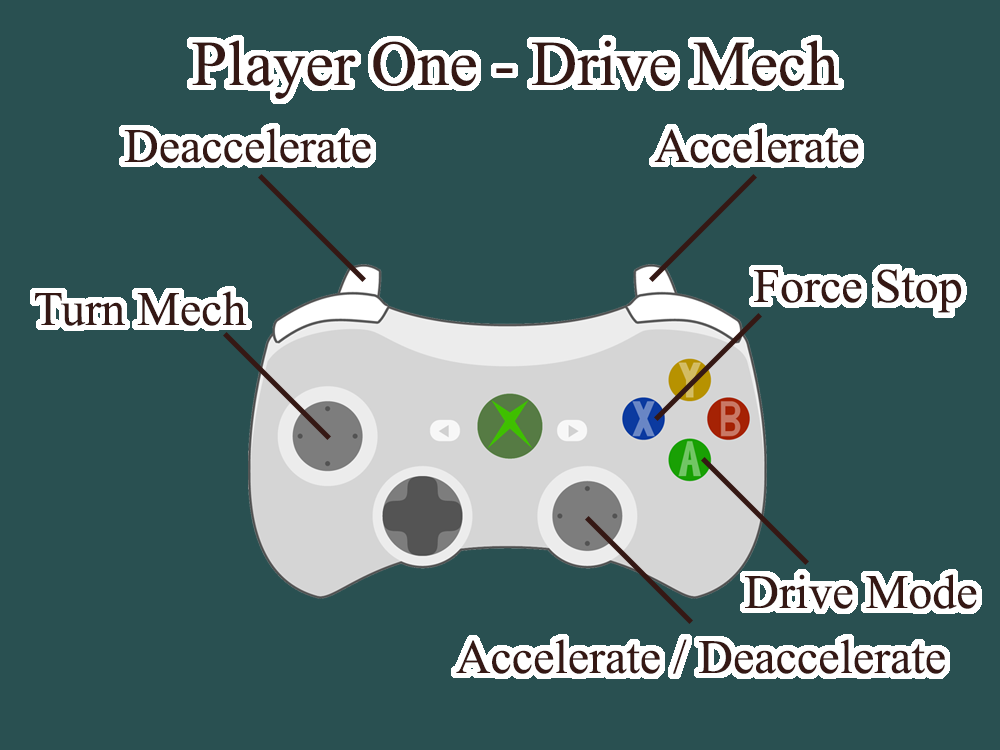 Player One - Drive Mech
Deaccelerate
Accelerate
Turn Mech
Force Stop
Y
X
B
A
Drive Mode
Accelerate / Deaccelerate